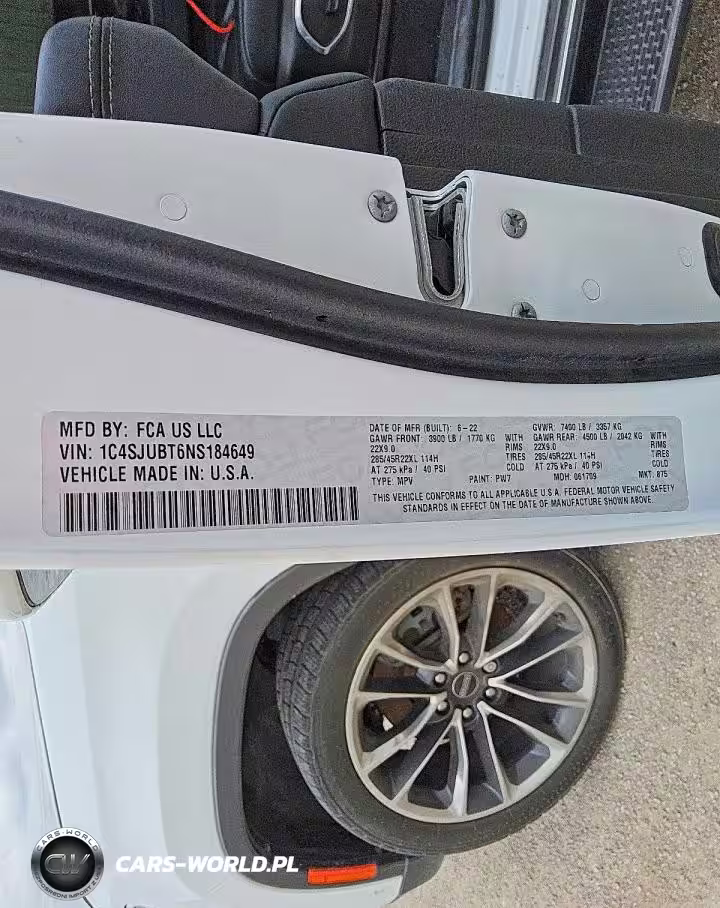 MFD BY: FCA US LLC
VIN: 1C4SJUBT6NS184649
VEHICLE MADE IN: U.S.A.
DATE OF MFR (BUILT): 6-22 GVWR: 7400 LB / 3357 KG
GAWR FRONT: 3900 LB / 1770 KG WITH GAWR REAR: 4500 LB / 2042 KG WITH
22X9.0 RIMS 22X9.0 RIMS
285/45R22XL 114H TIRES 285/45R22XL 114H TIRES
AT 275 kPa / 40 PSI COLD AT 275 kPa / 40 PSI COLD
TYPE: MPV PAINT: PW7 MDH: 061709 MKT: 875
THIS VEHICLE CONFORMS TO ALL APPLICABLE U.S.A. FEDERAL MOTOR VEHICLE SAFETY
STANDARDS IN EFFECT ON THE DATE OF MANUFACTURE SHOWN ABOVE.
CARS-WORLD
CW
CARS-WORLD.PL